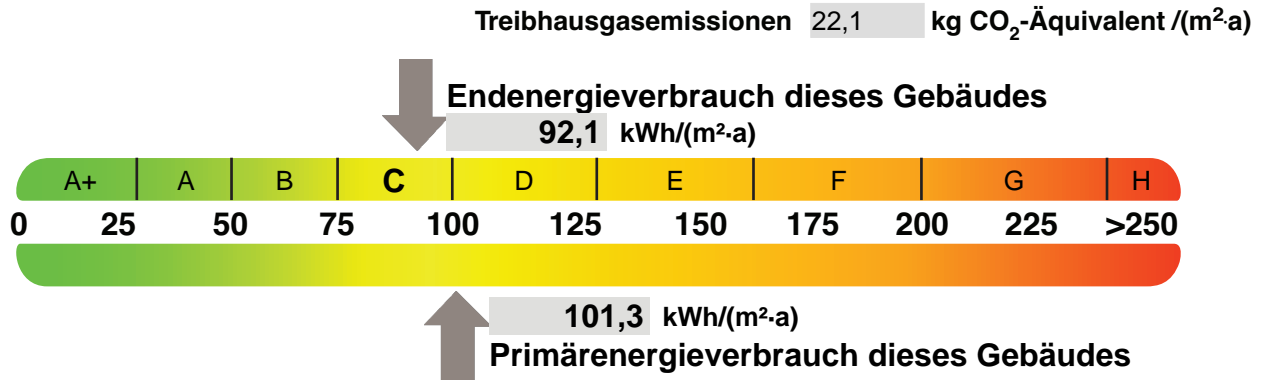 Treibhausgasemissionen 22,1 kg CO₂-Äquivalent /(m²·a)
Endenergieverbrauch dieses Gebäudes
92,1 kWh/(m²·a)
A+ A B C D E F G H
0 25 50 75 100 125 150 175 200 225 >250
101,3 kWh/(m²·a)
Primärenergieverbrauch dieses Gebäudes